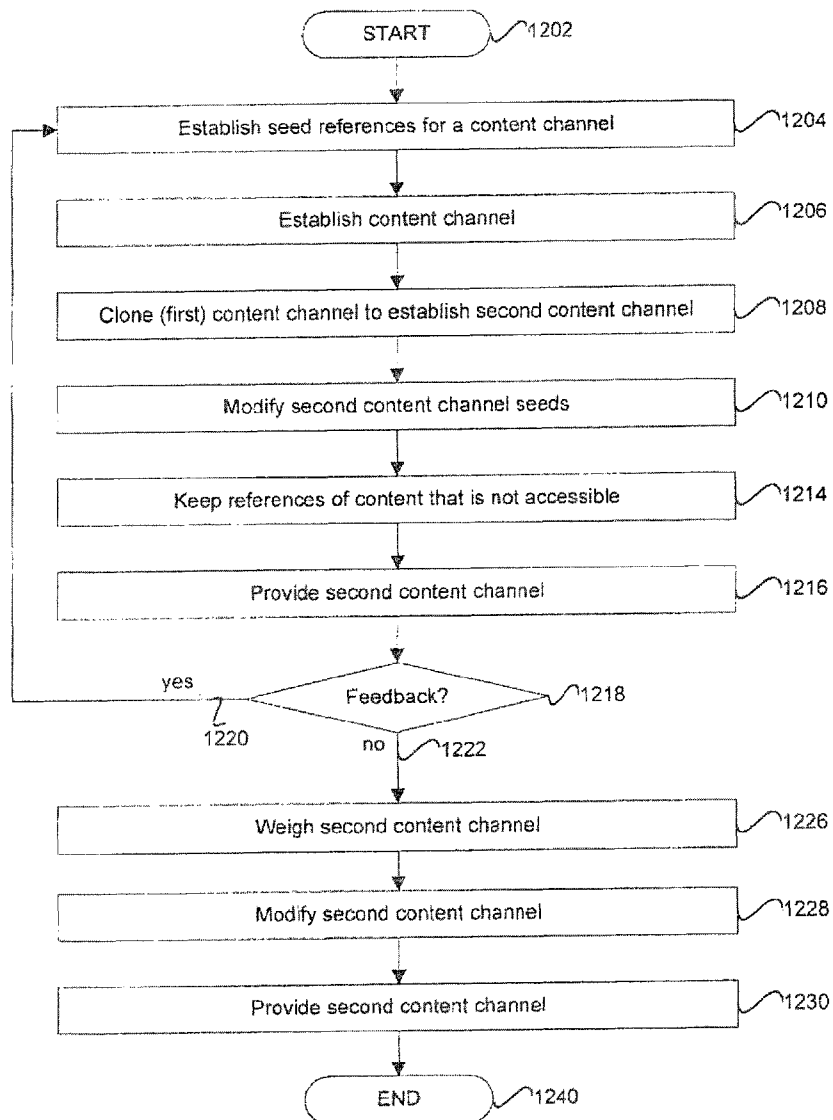 START
1202
Establish seed references for a content channel
1204
Establish content channel
1206
Clone (first) content channel to establish second content channel
1208
Modify second content channel seeds
1210
Keep references of content that is not accessible
1214
Provide second content channel
1216
yes
Feedback?
1218
1220
no
1222
Weigh second content channel
1226
Modify second content channel
1228
Provide second content channel
1230
END
1240